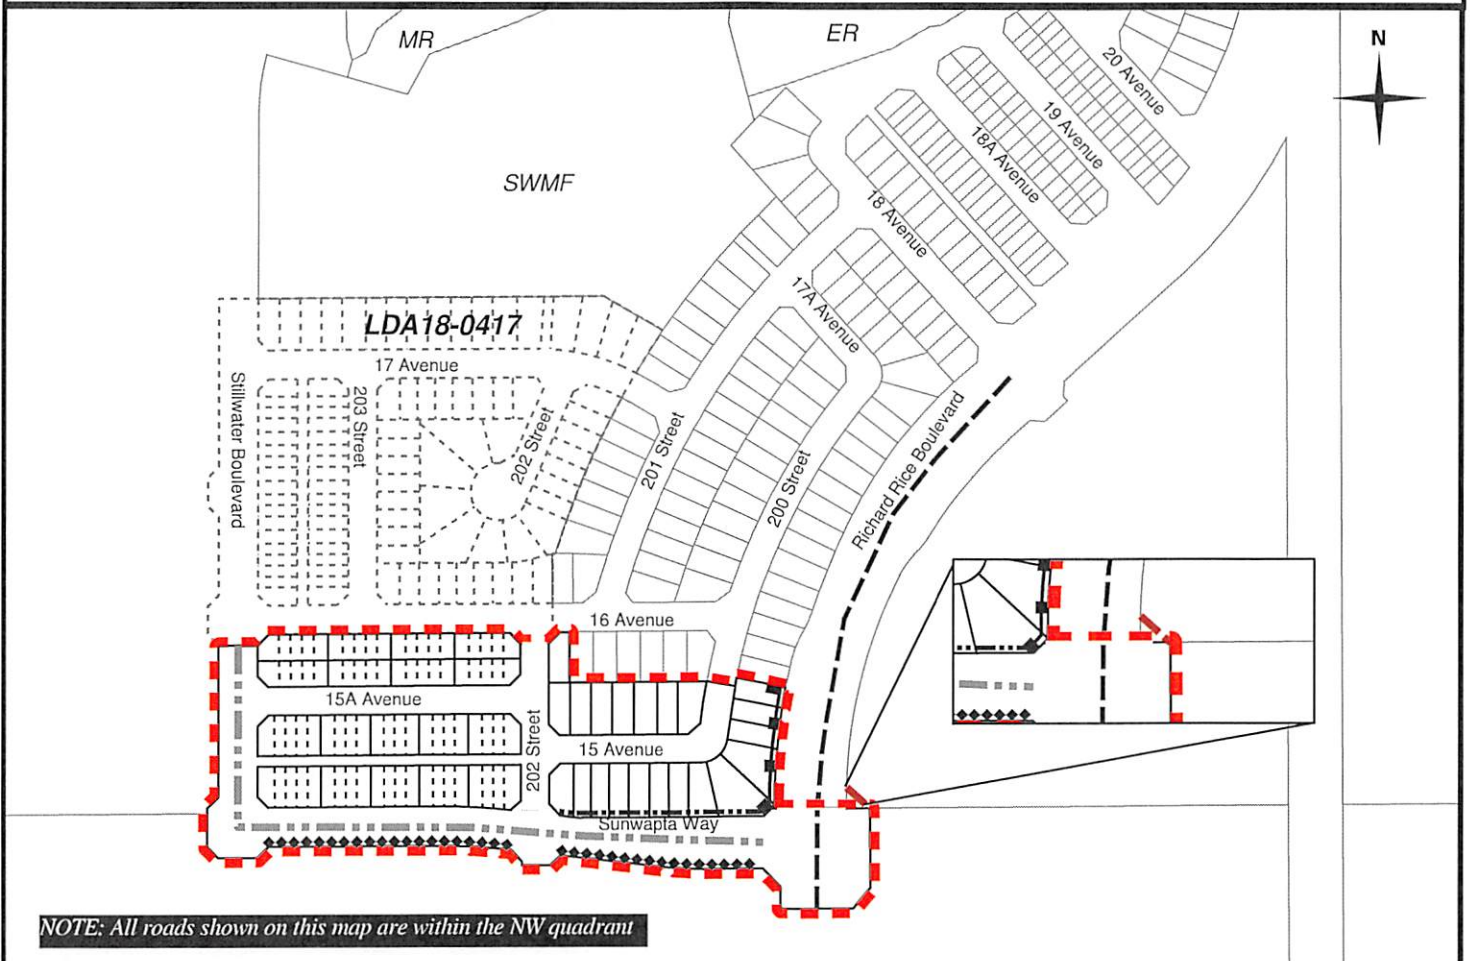 MR
ER
N
20 Avenue
19 Avenue
18A Avenue
SWMF
18 Avenue
17A Avenue
LDA18-0417
17 Avenue
Stillwater Boulevard
203 Street
202 Street
201 Street
200 Street
Richard Rice Boulevard
16 Avenue
15A Avenue
202 Street
15 Avenue
Sunwapta Way
NOTE: All roads shown on this map are within the NW quadrant